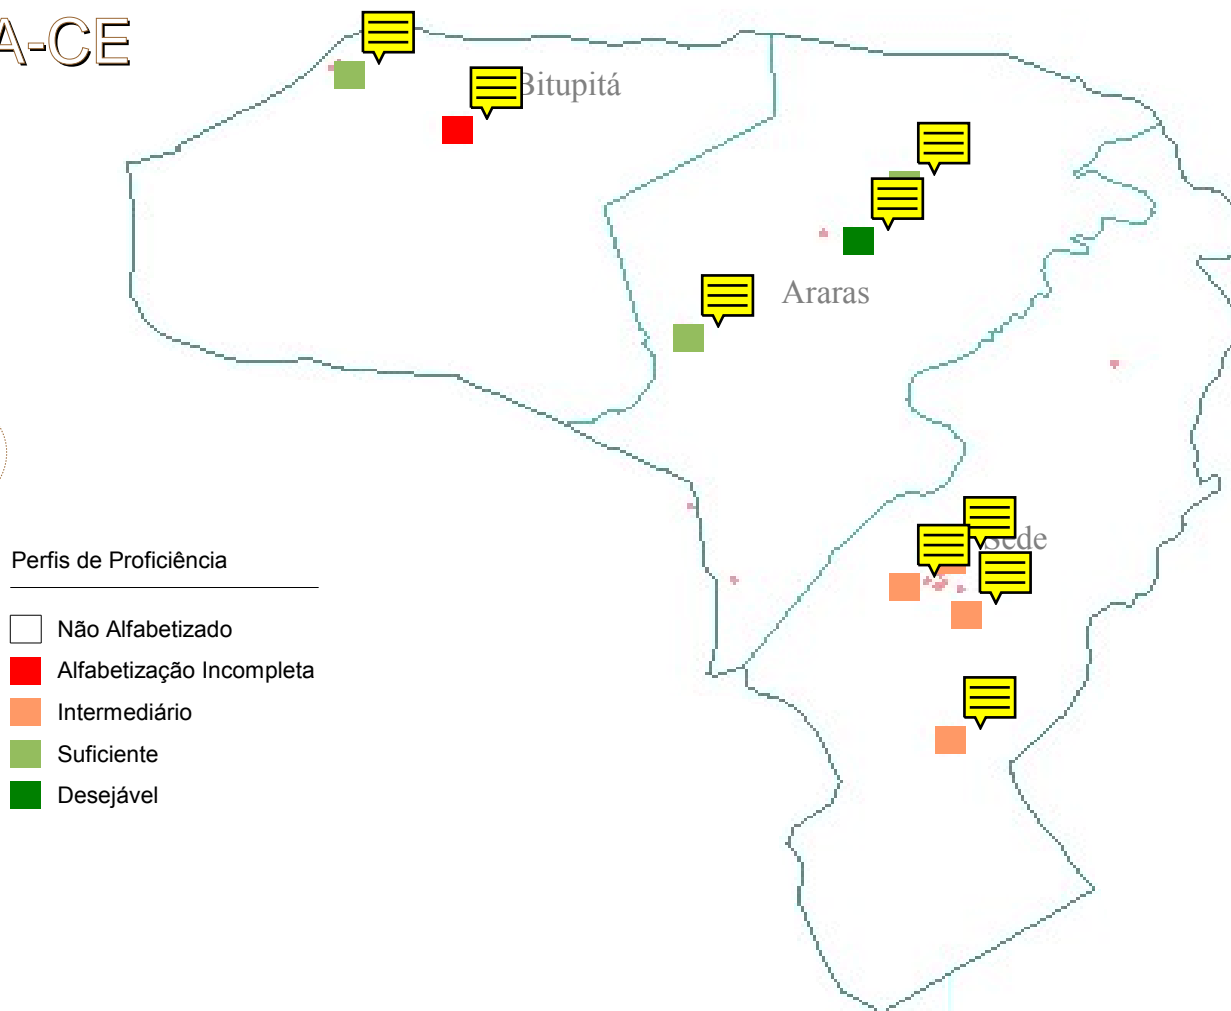 A-CE
Bitupitá
Araras
Sede
Perfis de Proficiência
Não Alfabetizado
Alfabetização Incompleta
Intermediário
Suficiente
Desejável